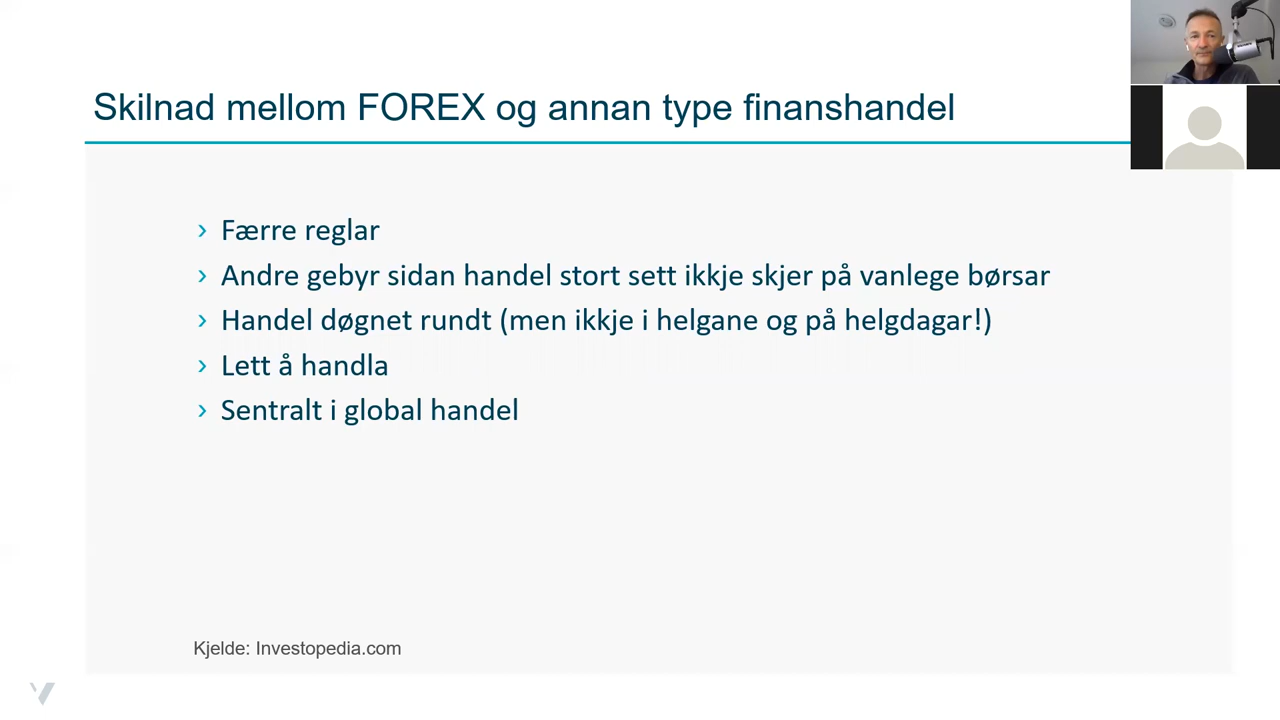 Skilnad mellom FOREX og annan type finanshandel
› Færre reglar
› Andre gebyr sidan handel stort sett ikkje skjer på vanlege børsar
› Handel døgnet rundt (men ikkje i helgane og på helgdagar!)
› Lett å handla
› Sentralt i global handel
Kjelde: Investopedia.com